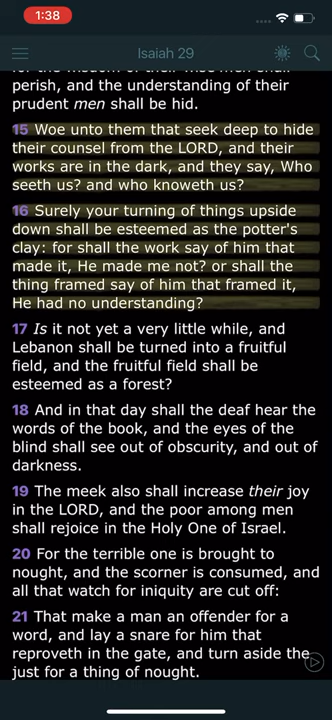 1:38
Isaiah 29
for the wisdom of their wise men shall
perish, and the understanding of their
prudent men shall be hid.
15 Woe unto them that seek deep to hide
their counsel from the LORD, and their
works are in the dark, and they say, Who
seeth us? and who knoweth us?
16 Surely your turning of things upside
down shall be esteemed as the potter's
clay: for shall the work say of him that
made it, He made me not? or shall the
thing framed say of him that framed it,
He had no understanding?
17 Is it not yet a very little while, and
Lebanon shall be turned into a fruitful
field, and the fruitful field shall be
esteemed as a forest?
18 And in that day shall the deaf hear the
words of the book, and the eyes of the
blind shall see out of obscurity, and out of
darkness.
19 The meek also shall increase their joy
in the LORD, and the poor among men
shall rejoice in the Holy One of Israel.
20 For the terrible one is brought to
nought, and the scorner is consumed, and
all that watch for iniquity are cut off:
21 That make a man an offender for a
word, and lay a snare for him that
reproveth in the gate, and turn aside the
just for a thing of nought.